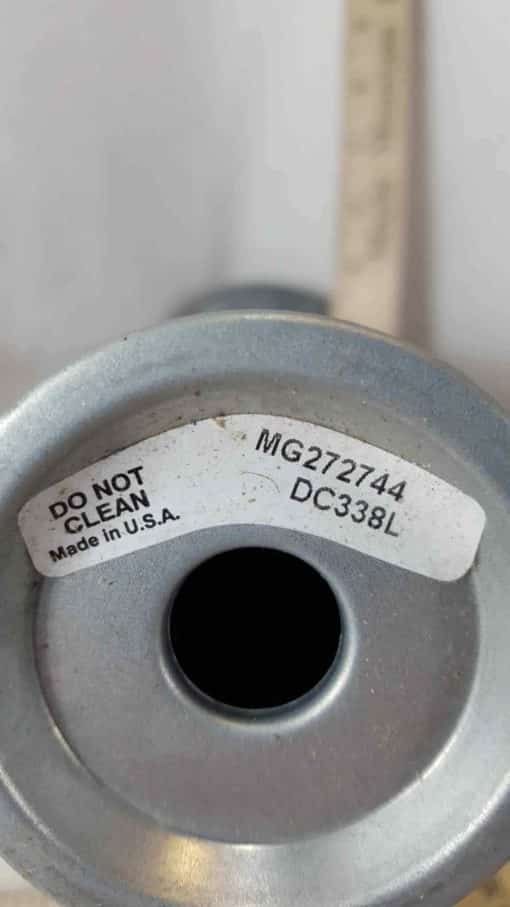 DO NOT
CLEAN
Made in U.S.A.
MG272744
DC338L